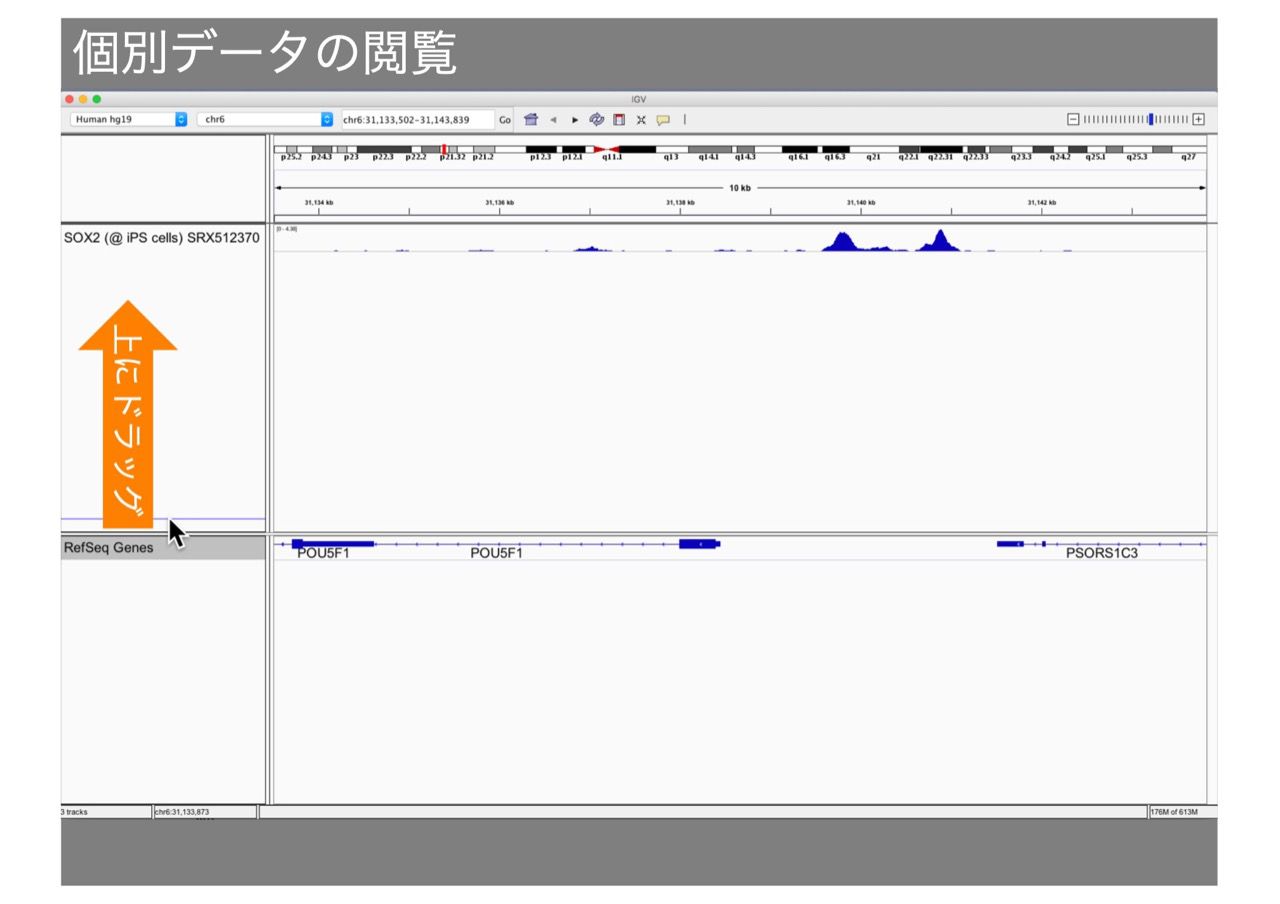 個別データの閲覧
IGV
Human hg19
chr6
chr6:31,133,502-31,143,839
Go
p25.2 p24.3 p23 p22.3 p22.2 p21.32 p21.2 p12.3 p12.1 q11.1 q13 q14.1 q14.3 q16.1 q16.3 q21 q22.1 q22.31 q22.33 q23.3 q24.2 q25.1 q25.3 q27
10 kb
31,134 kb 31,136 kb 31,138 kb 31,140 kb 31,142 kb
SOX2 (@ iPS cells) SRX512370
[0 - 4.38]
上にドラッグ
RefSeq Genes
POU5F1 POU5F1 PSORS1C3
3 tracks
chr6:31,133,873
176M of 613M